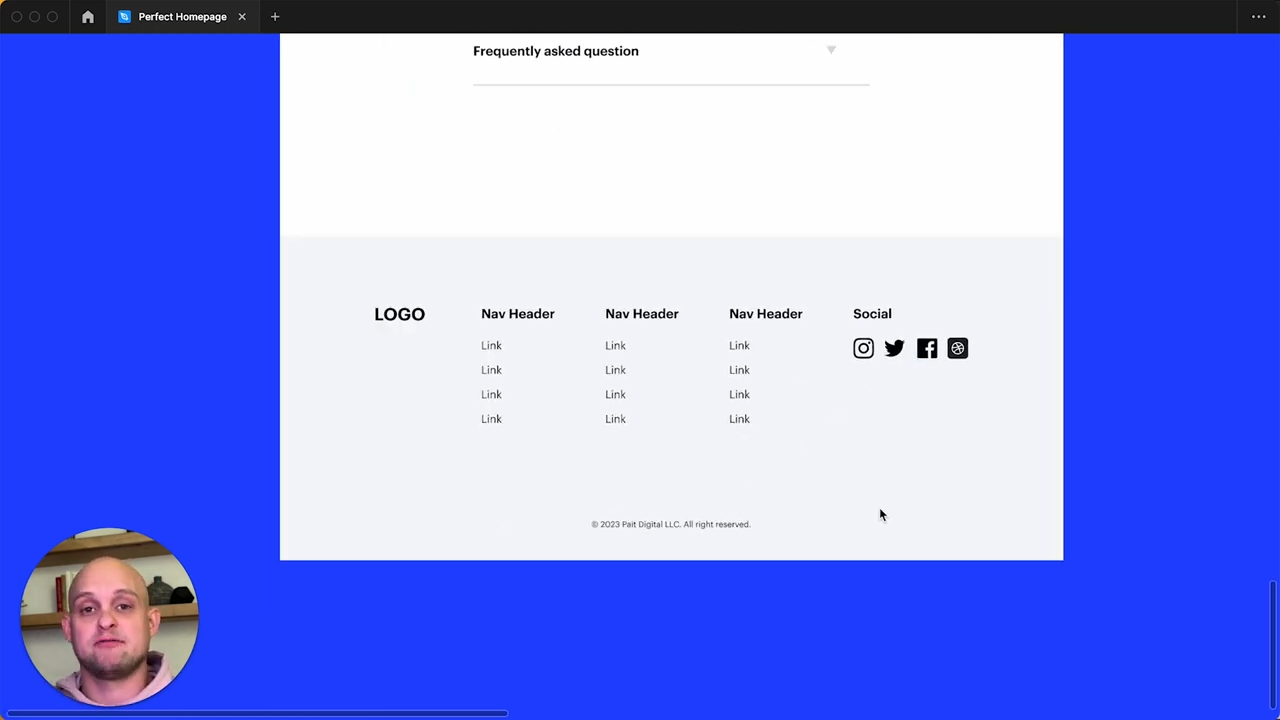 Perfect Homepage
Frequently asked question
LOGO
Nav Header
Link
Link
Link
Link
Nav Header
Link
Link
Link
Link
Nav Header
Link
Link
Link
Link
Social
© 2023 Pait Digital LLC. All right reserved.